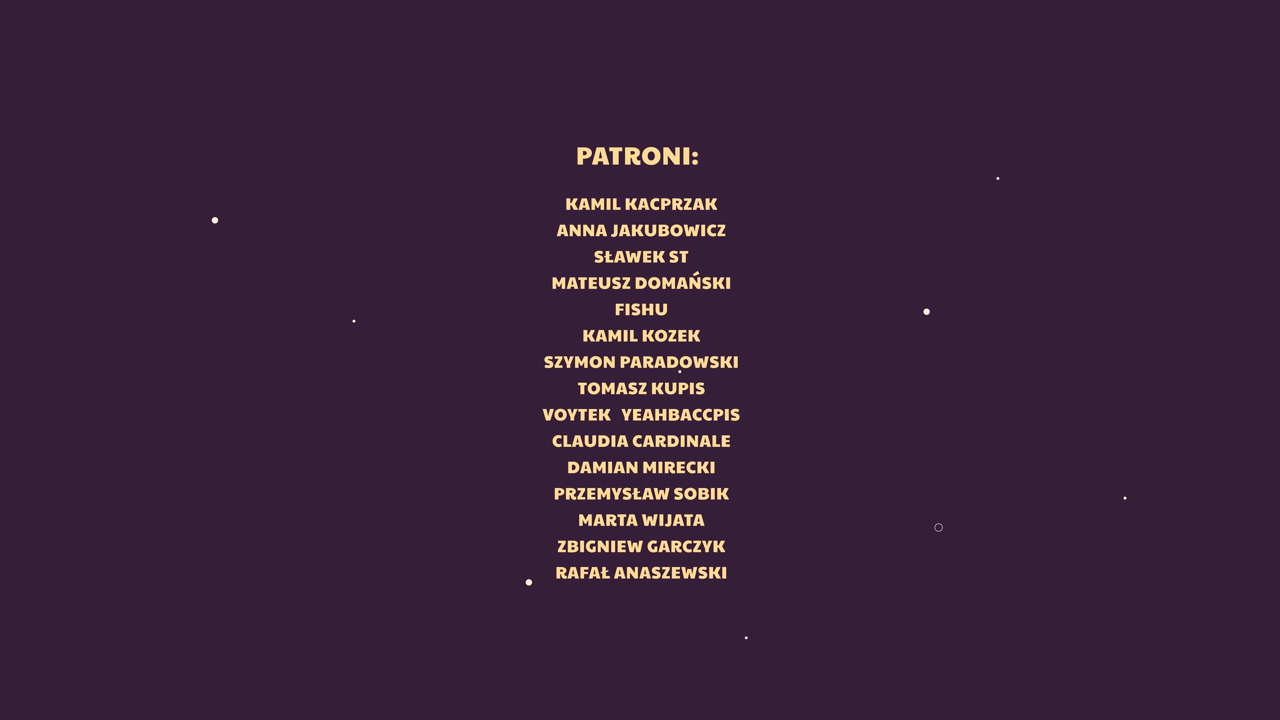 PATRONI:
KAMIL KACPRZAK
ANNA JAKUBOWICZ
SŁAWEK ST
MATEUSZ DOMAŃSKI
FISHU
KAMIL KOZEK
SZYMON PARADOWSKI
TOMASZ KUPIS
VOYTEK YEAHBACCPIS
CLAUDIA CARDINALE
DAMIAN MIRECKI
PRZEMYSŁAW SOBIK
MARTA WIJATA
ZBIGNIEW GARCZYK
RAFAŁ ANASZEWSKI